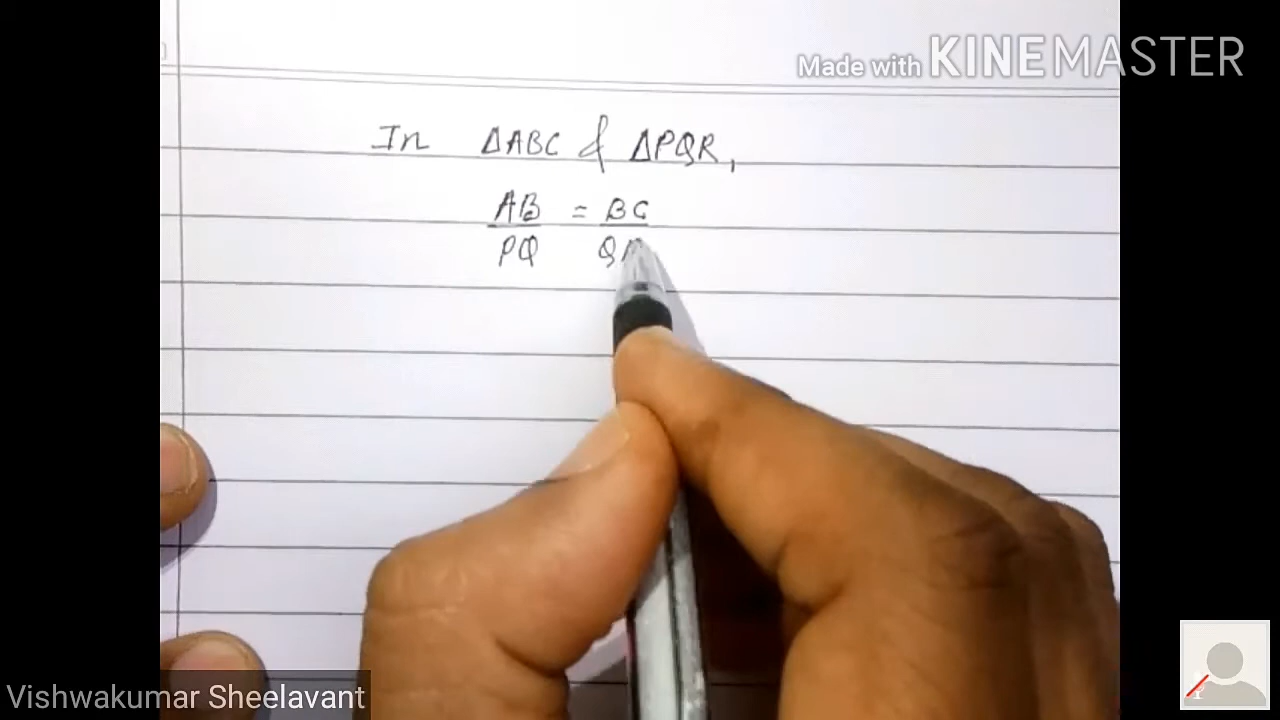 Made with KINEMASTER
In ΔABC & ΔPQR,
AB = BC
PQ
Vishwakumar Sheelavant